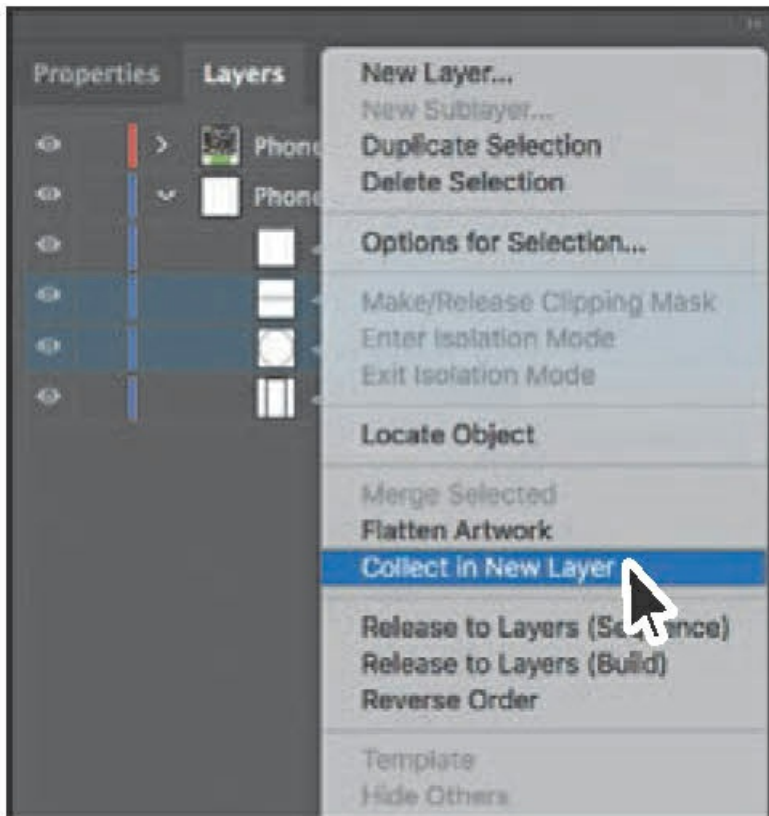 Properties Layers
Phone
Phone
New Layer...
New Sublayer...
Duplicate Selection
Delete Selection
Options for Selection...
Make/Release Clipping Mask
Enter Isolation Mode
Exit Isolation Mode
Locate Object
Merge Selected
Flatten Artwork
Collect in New Layer
Release to Layers (Sequence)
Release to Layers (Build)
Reverse Order
Template
Hide Others